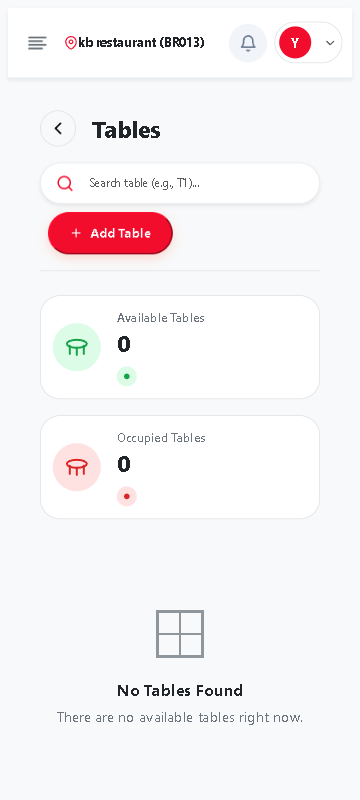 kb restaurant (BR013)
Y
Tables
Search table (e.g., T1)...
+ Add Table
Available Tables
0
Occupied Tables
0
No Tables Found
There are no available tables right now.